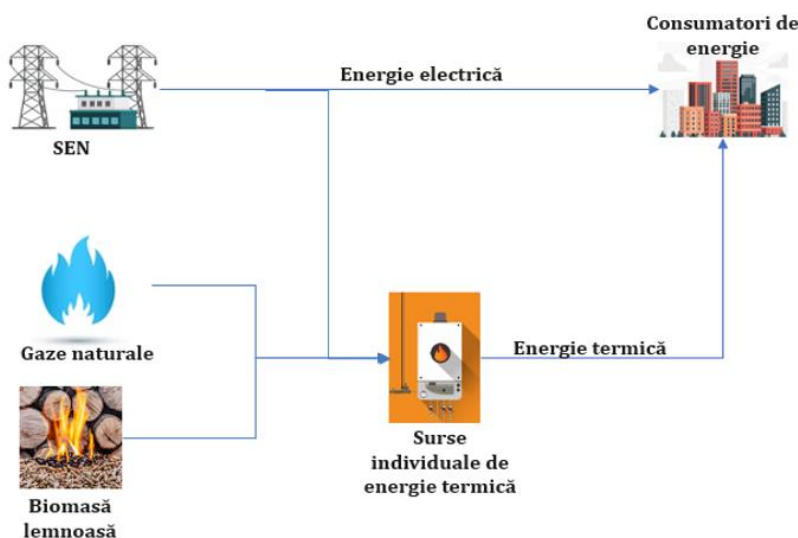 Consumatori de
energie
Energie electrică
SEN
Gaze naturale
Energie termică
Surse
individuale de
energie termică
Biomasă
lemnoasă